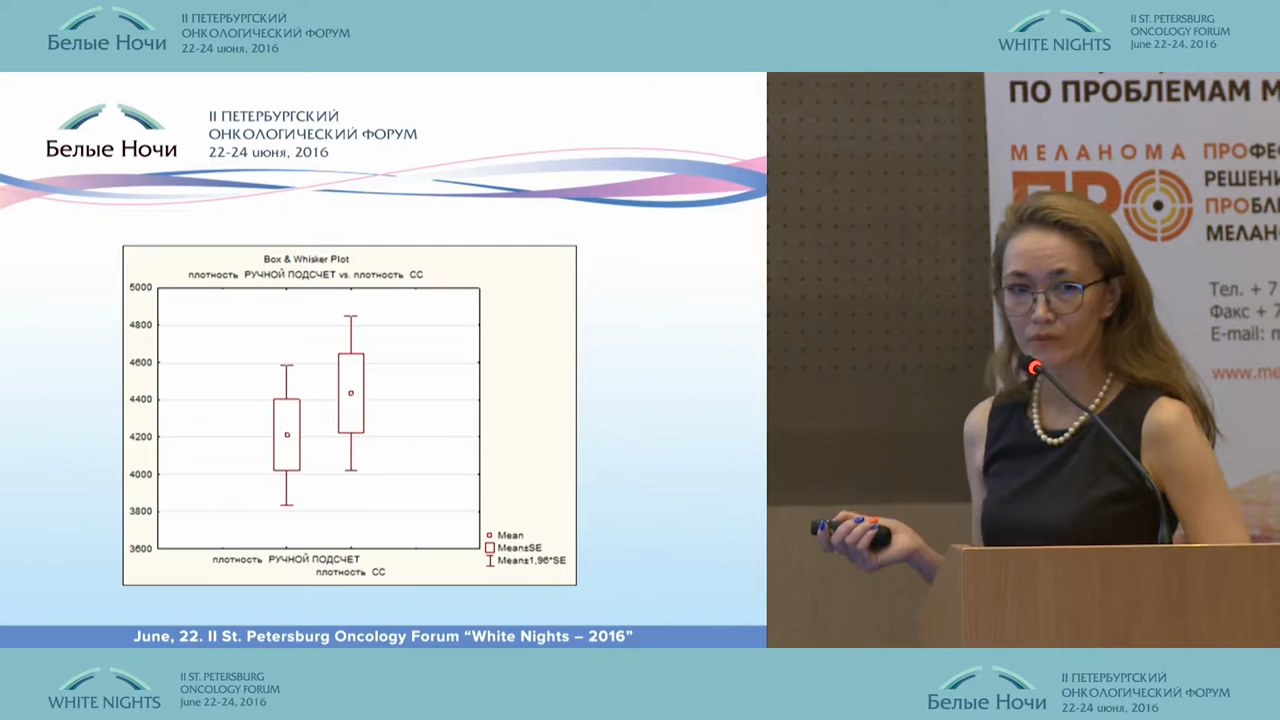 Белые Ночи
II ПЕТЕРБУРГСКИЙ
ОНКОЛОГИЧЕСКИЙ ФОРУМ
22-24 июня, 2016
WHITE NIGHTS
II ST. PETERSBURG
ONCOLOGY FORUM
June 22-24, 2016
Белые Ночи
II ПЕТЕРБУРГСКИЙ
ОНКОЛОГИЧЕСКИЙ ФОРУМ
22-24 июня, 2016
Box & Whisker Plot
плотность РУЧНОЙ ПОДСЧЕТ vs. плотность СС
5000
4800
4600
4400
4200
4000
3800
3600
плотность РУЧНОЙ ПОДСЧЕТ
плотность СС
Mean
Mean±SE
Mean±1,96*SE
June, 22. II St. Petersburg Oncology Forum “White Nights – 2016”
ПО ПРОБЛЕМАМ М
МЕЛАНОМА
ПРО
ПРОФЕ
РЕШЕНИ
ПРОБЛ
МЕЛАН
Тел. + 7
Факс + 7
E-mail: m
www.me
WHITE NIGHTS
II ST. PETERSBURG
ONCOLOGY FORUM
June 22-24, 2016
Белые Ночи
II ПЕТЕРБУРГСКИЙ
ОНКОЛОГИЧЕСКИЙ ФОРУМ
22-24 июня, 2016